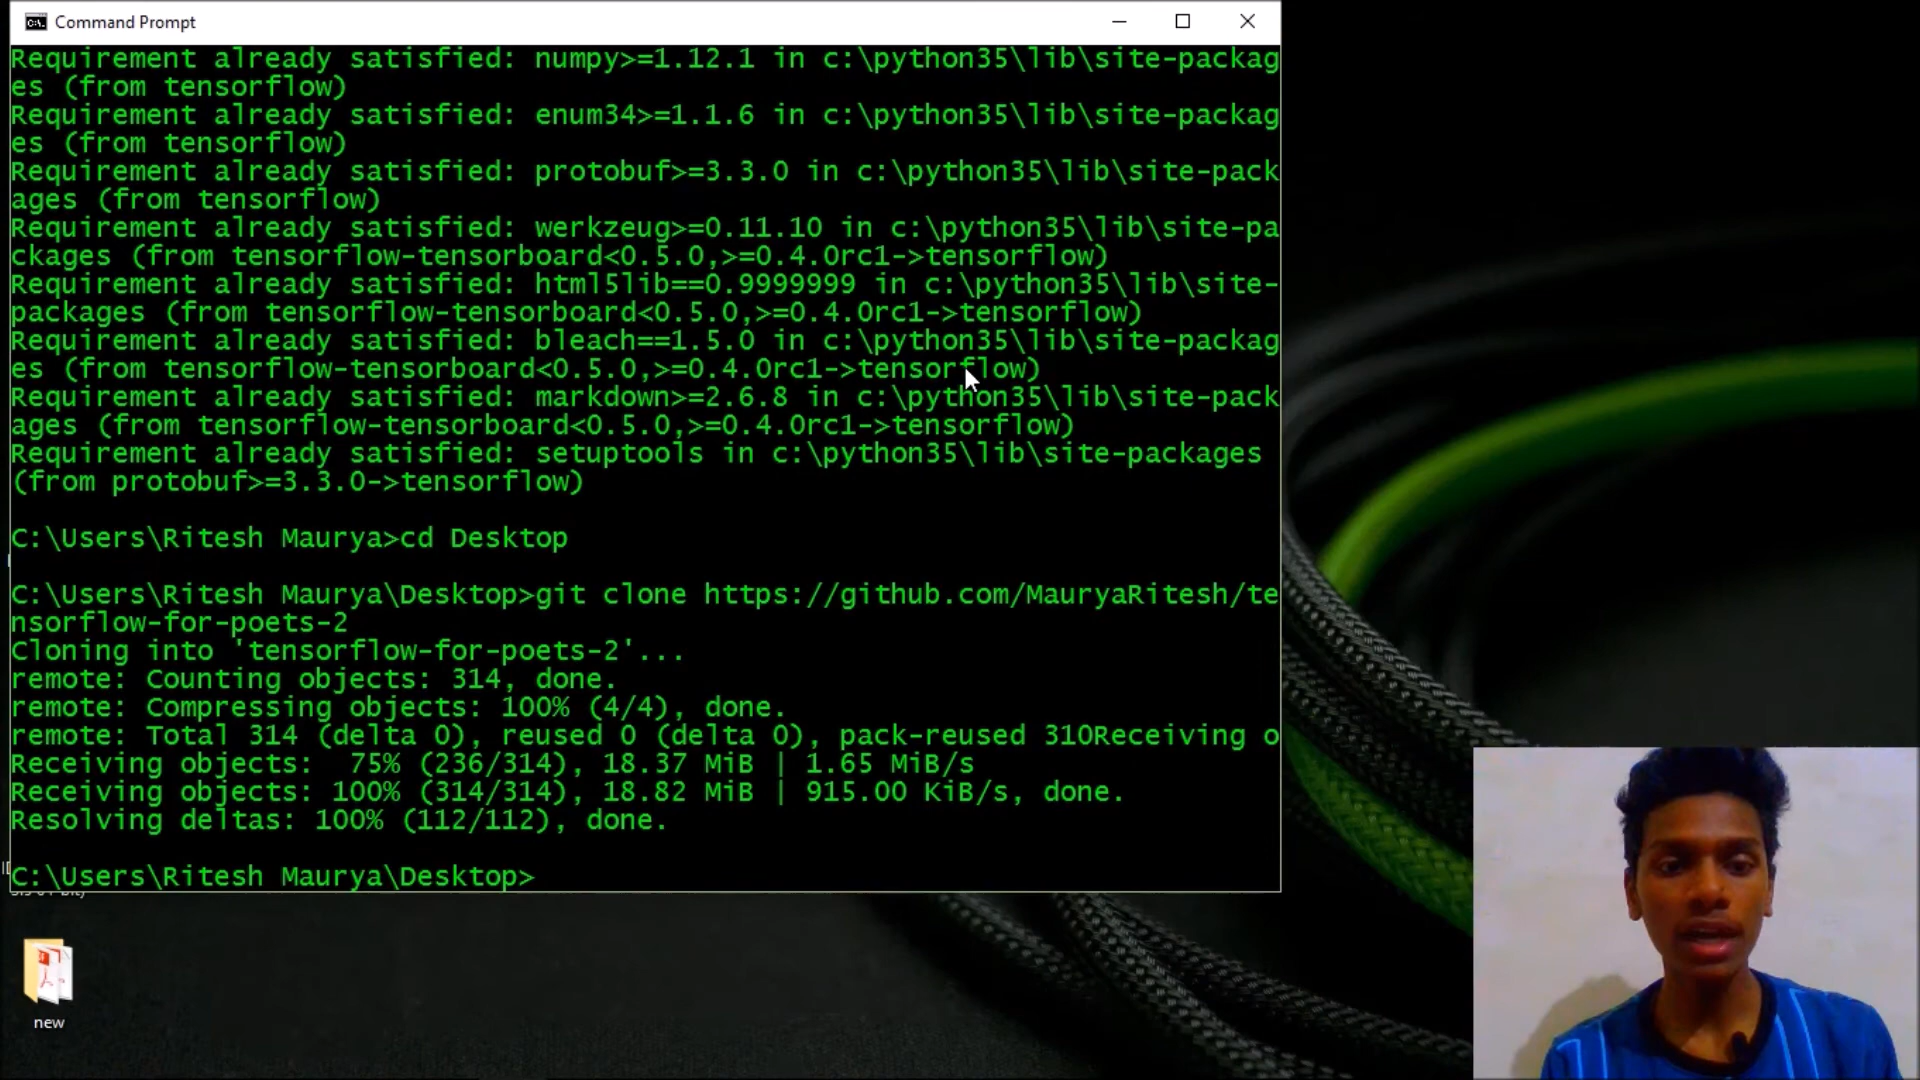 Command Prompt
Requirement already satisfied: numpy>=1.12.1 in c:\python35\lib\site-packag
es (from tensorflow)
Requirement already satisfied: enum34>=1.1.6 in c:\python35\lib\site-packag
es (from tensorflow)
Requirement already satisfied: protobuf>=3.3.0 in c:\python35\lib\site-pack
ages (from tensorflow)
Requirement already satisfied: werkzeug>=0.11.10 in c:\python35\lib\site-pa
ckages (from tensorflow-tensorboard<0.5.0,>=0.4.0rc1->tensorflow)
Requirement already satisfied: html5lib==0.9999999 in c:\python35\lib\site-
packages (from tensorflow-tensorboard<0.5.0,>=0.4.0rc1->tensorflow)
Requirement already satisfied: bleach==1.5.0 in c:\python35\lib\site-packag
es (from tensorflow-tensorboard<0.5.0,>=0.4.0rc1->tensorflow)
Requirement already satisfied: markdown>=2.6.8 in c:\python35\lib\site-pack
ages (from tensorflow-tensorboard<0.5.0,>=0.4.0rc1->tensorflow)
Requirement already satisfied: setuptools in c:\python35\lib\site-packages
(from protobuf>=3.3.0->tensorflow)
C:\Users\Ritesh Maurya>cd Desktop
C:\Users\Ritesh Maurya\Desktop>git clone https://github.com/MauryaRitesh/te
nsorflow-for-poets-2
Cloning into 'tensorflow-for-poets-2'...
remote: Counting objects: 314, done.
remote: Compressing objects: 100% (4/4), done.
remote: Total 314 (delta 0), reused 0 (delta 0), pack-reused 310Receiving o
Receiving objects:  75% (236/314), 18.37 MiB | 1.65 MiB/s
Receiving objects: 100% (314/314), 18.82 MiB | 915.00 KiB/s, done.
Resolving deltas: 100% (112/112), done.
C:\Users\Ritesh Maurya\Desktop>
new